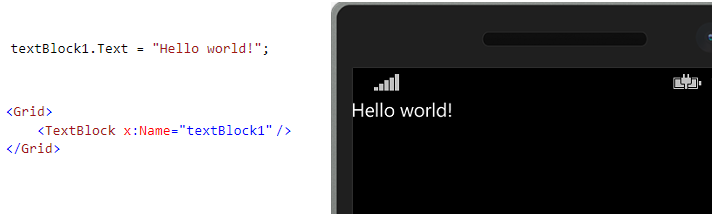 textBlock1.Text = "Hello world!";
<Grid>
    <TextBlock x:Name="textBlock1" />
</Grid>
Hello world!